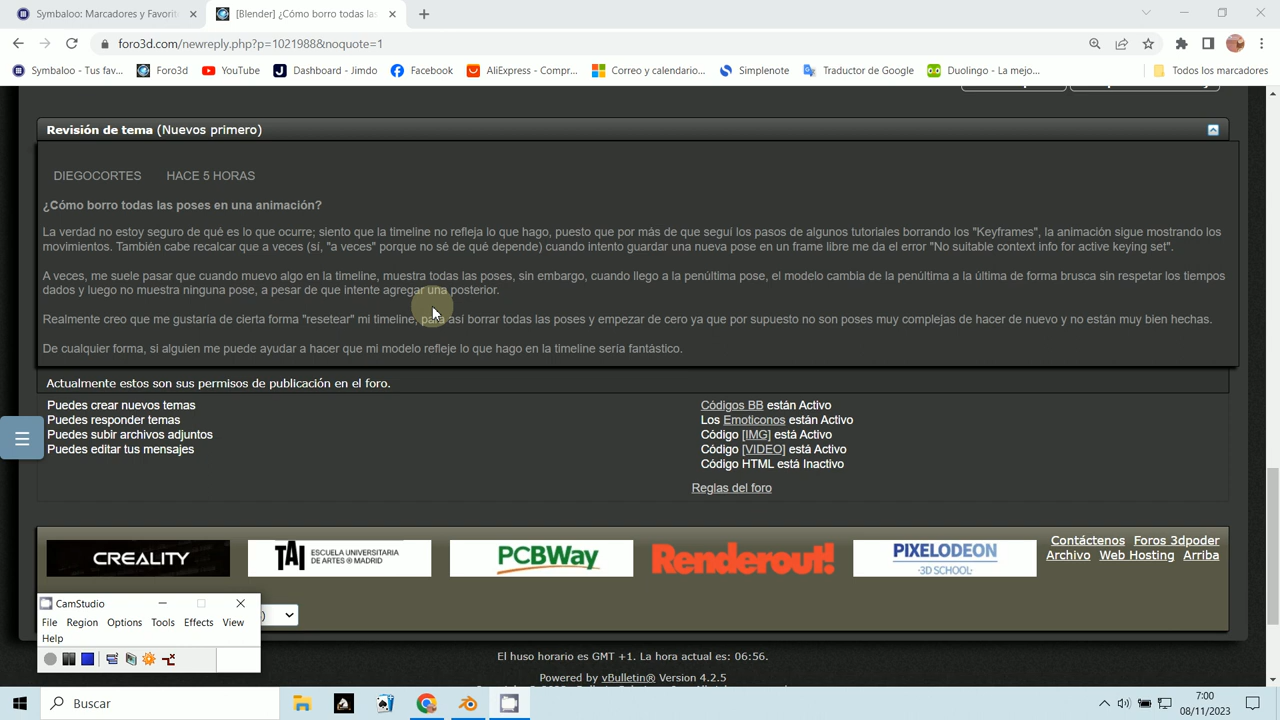 Symbaloo: Marcadores y Favorit
[Blender] ¿Cómo borro todas las
foro3d.com/newreply.php?p=1021988&noquote=1
Symbaloo - Tus fav...
Foro3d
YouTube
Dashboard - Jimdo
Facebook
AliExpress - Compr...
Correo y calendario...
Simplenote
Traductor de Google
Duolingo - La mejo...
Todos los marcadores
Revisión de tema (Nuevos primero)
DIEGOCORTES HACE 5 HORAS
¿Cómo borro todas las poses en una animación?
La verdad no estoy seguro de qué es lo que ocurre; siento que la timeline no refleja lo que hago, puesto que por más de que seguí los pasos de algunos tutoriales borrando los "Keyframes", la animación sigue mostrando los
movimientos. También cabe recalcar que a veces (sí, "a veces" porque no sé de qué depende) cuando intento guardar una nueva pose en un frame libre me da el error "No suitable context info for active keying set".
A veces, me suele pasar que cuando muevo algo en la timeline, muestra todas las poses, sin embargo, cuando llego a la penúltima pose, el modelo cambia de la penúltima a la última de forma brusca sin respetar los tiempos
dados y luego no muestra ninguna pose, a pesar de que intente agregar una posterior.
Realmente creo que me gustaría de cierta forma "resetear" mi timeline, para así borrar todas las poses y empezar de cero ya que por supuesto no son poses muy complejas de hacer de nuevo y no están muy bien hechas.
De cualquier forma, si alguien me puede ayudar a hacer que mi modelo refleje lo que hago en la timeline sería fantástico.
Actualmente estos son sus permisos de publicación en el foro.
Puedes crear nuevos temas
Puedes responder temas
Puedes subir archivos adjuntos
Puedes editar tus mensajes
Códigos BB están Activo
Los Emoticonos están Activo
Código [IMG] está Activo
Código [VIDEO] está Activo
Código HTML está Inactivo
Reglas del foro
CREALITY
TAI ESCUELA UNIVERSITARIA
DE ARTES® MADRID
PCBWay
Renderout!
PIXELODEON
·3D SCHOOL·
Contáctenos Foros 3dpoder
Archivo Web Hosting Arriba
CamStudio
File Region Options Tools Effects View
Help
El huso horario es GMT +1. La hora actual es: 06:56.
Powered by vBulletin® Version 4.2.5
Buscar
7:00
08/11/2023